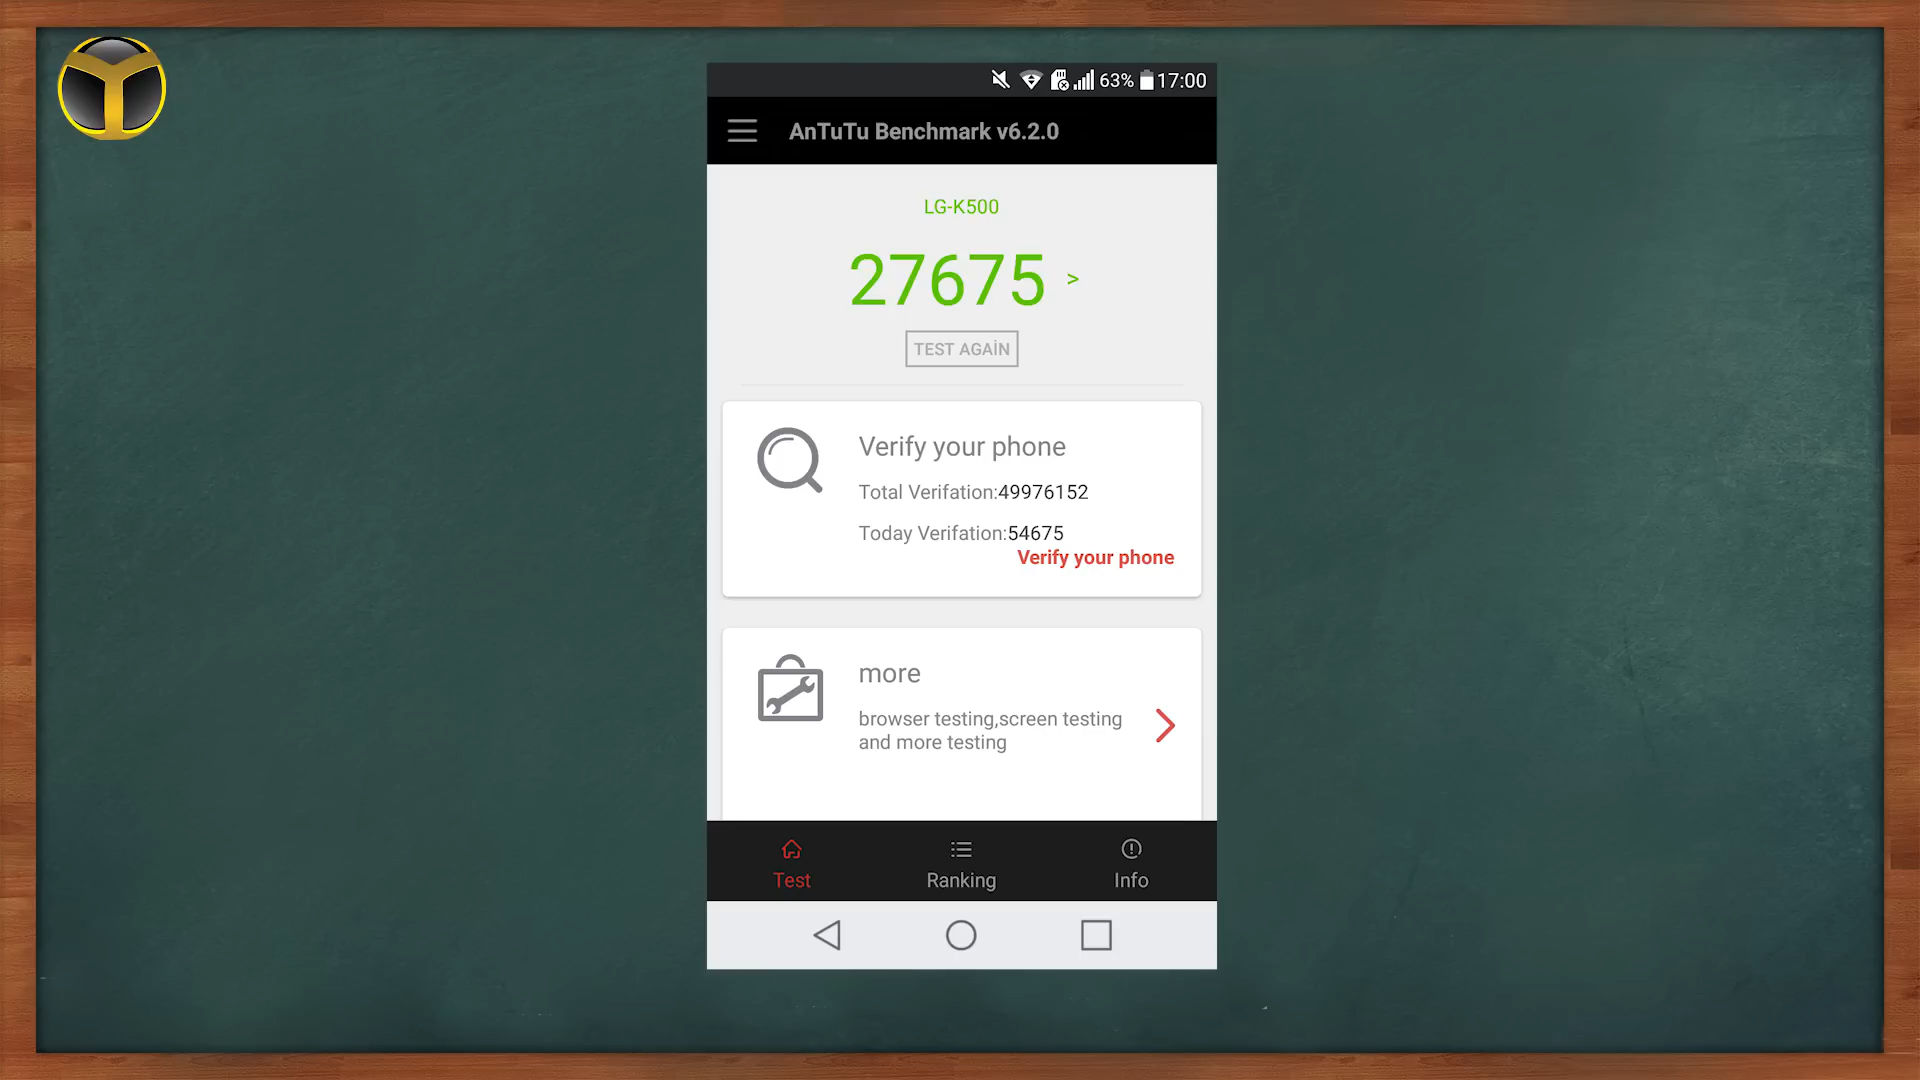 63% 17:00
AnTuTu Benchmark v6.2.0
LG-K500
27675 >
TEST AGAİN
Verify your phone
Total Verifation:49976152
Today Verifation:54675
Verify your phone
more
browser testing,screen testing
and more testing
Test Ranking Info